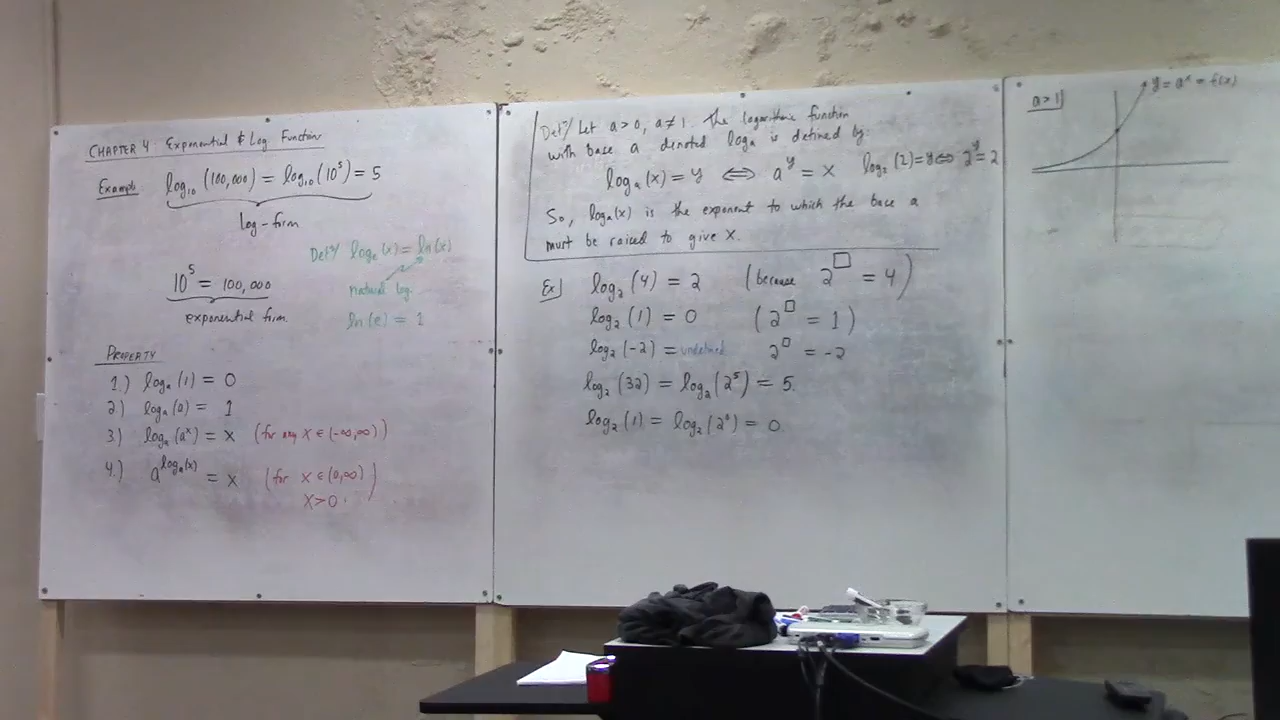 CHAPTER 4 Exponential & Log Function
Example log₁₀(100,000) = log₁₀(10⁵) = 5
log-form
10⁵ = 100,000
exponential form.
Defⁿ/ logₑ(x) = ln(x)
natural log.
ln(e) = 1
PROPERTY
1.) logₐ(1) = 0
2) logₐ(a) = 1
3) logₐ(aˣ) = x (for any x ∈ (-∞,∞))
4.) a^logₐ(x) = x (for x ∈ (0,∞)
x>0
Defⁿ/ Let a > 0, a ≠ 1. The logarithmic function
with base a denoted logₐ is defined by:
logₐ(x) = y ⟺ a^y = x log₂(2) = y ⟺ 2^y = 2
So, logₐ(x) is the exponent to which the base a
must be raised to give x.
Ex) log₂(4) = 2 (because 2^□ = 4)
log₂(1) = 0 (2^□ = 1)
log₂(-2) = undefined 2^□ = -2
log₂(32) = log₂(2⁵) = 5.
log₂(1) = log₂(2⁰) = 0
a>1
y = aˣ = f(x)